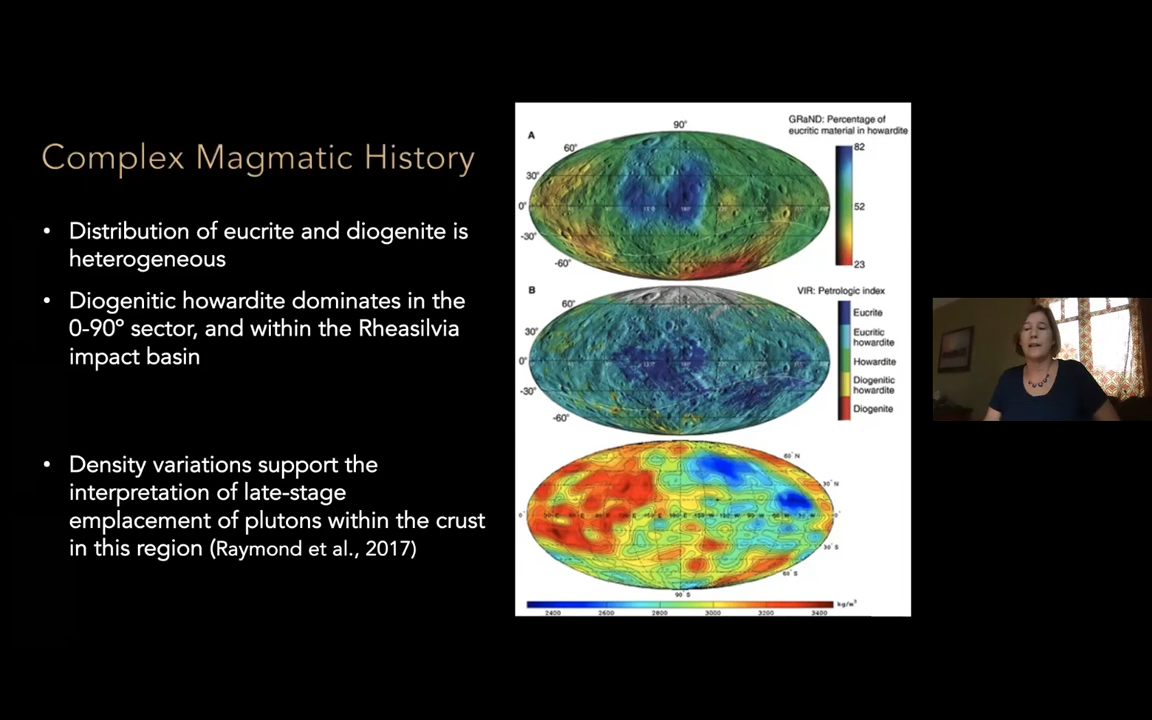 Complex Magmatic History
• Distribution of eucrite and diogenite is
heterogeneous
• Diogenitic howardite dominates in the
0-90º sector, and within the Rheasilvia
impact basin
• Density variations support the
interpretation of late-stage
emplacement of plutons within the crust
in this region (Raymond et al., 2017)
A
90°
60°
30°
0°
-30°
-60°
180°
GRaND: Percentage of
eucritic material in howardite
82
52
23
B
60°
30°
0°
-30°
-60°
VIR: Petrologic index
Eucrite
Eucritic
howardite
Howardite
Diogenitic
howardite
Diogenite
60° N
30° N
30° S
60° S
90 S
2400 2600 2800 3000 3200 3400
kg/m³